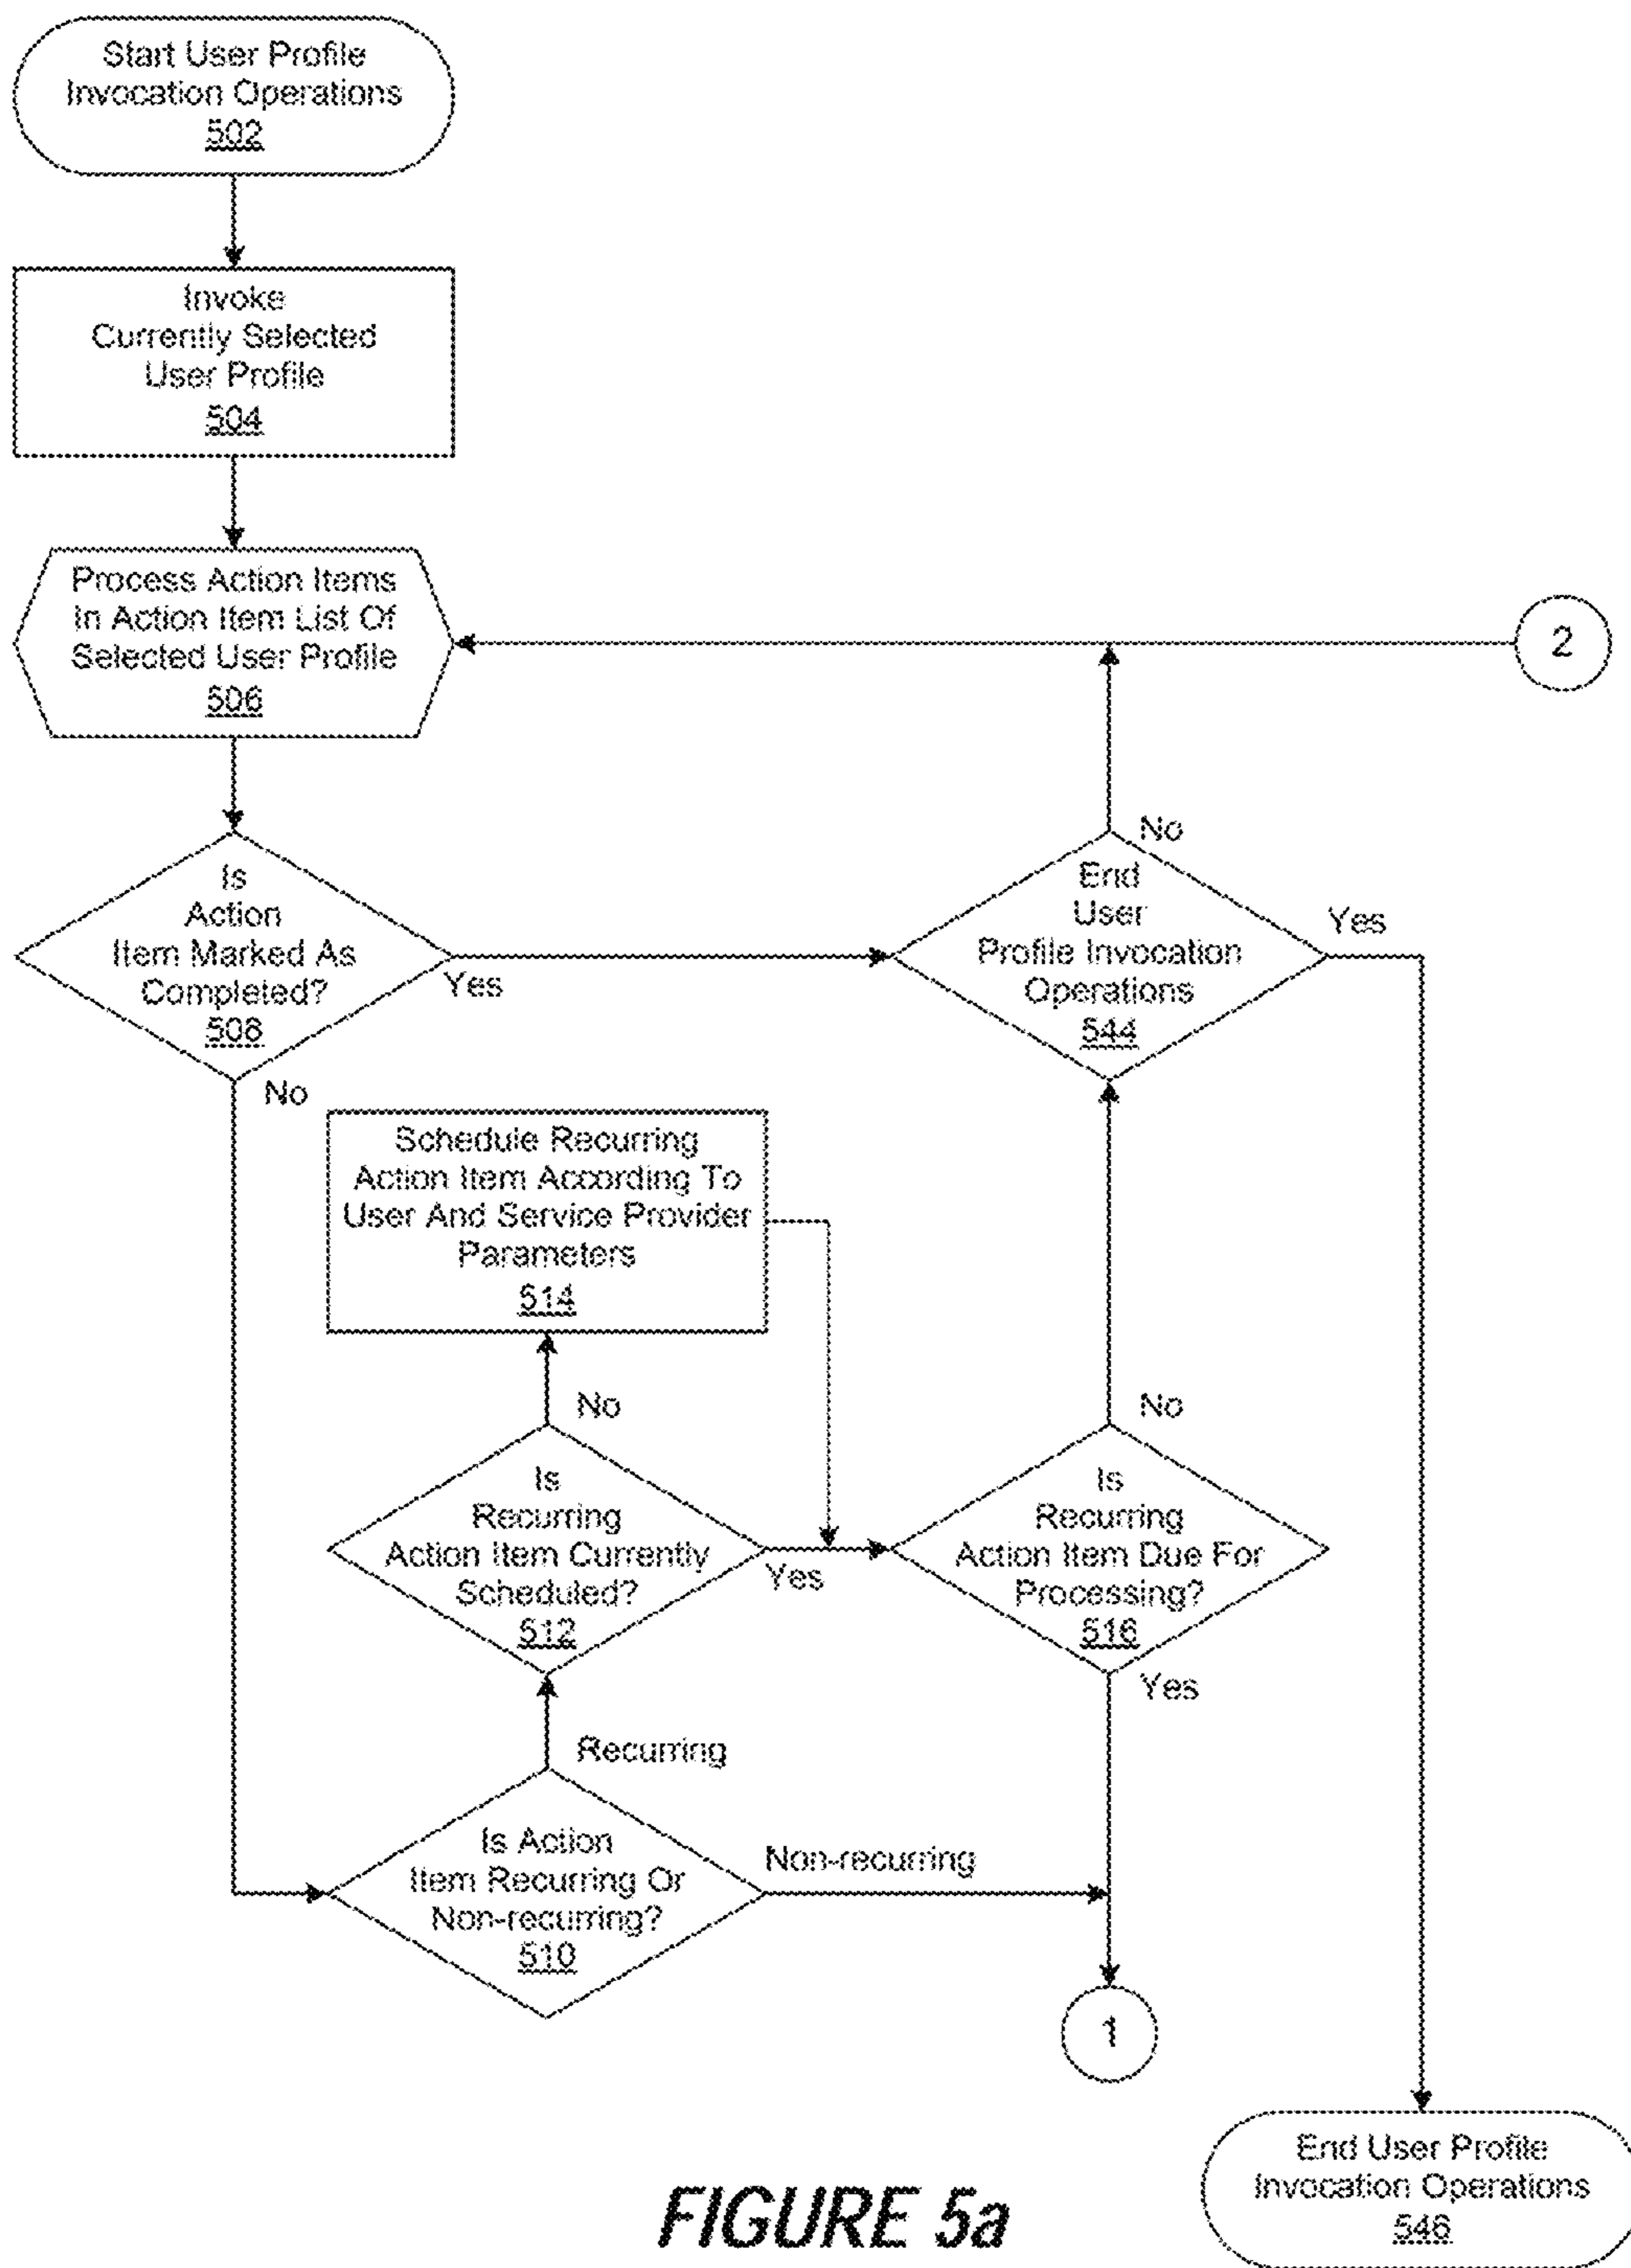 Start User Profile
Invocation Operations
502
Invoke
Currently Selected
User Profile
504
Process Action Items
In Action Item List Of
Selected User Profile
506
2
Is
Action
Item Marked As
Completed?
508
Yes
No
End
User
Profile Invocation
Operations
544
No
Yes
Schedule Recurring
Action Item According To
User And Service Provider
Parameters
514
No
Is
Recurring
Action Item Currently
Scheduled?
512
Yes
No
Is
Recurring
Action Item Due For
Processing?
516
Yes
Recurring
Is Action
Item Recurring Or
Non-recurring?
510
Non-recurring
1
End User Profile
Invocation Operations
546
FIGURE 5a